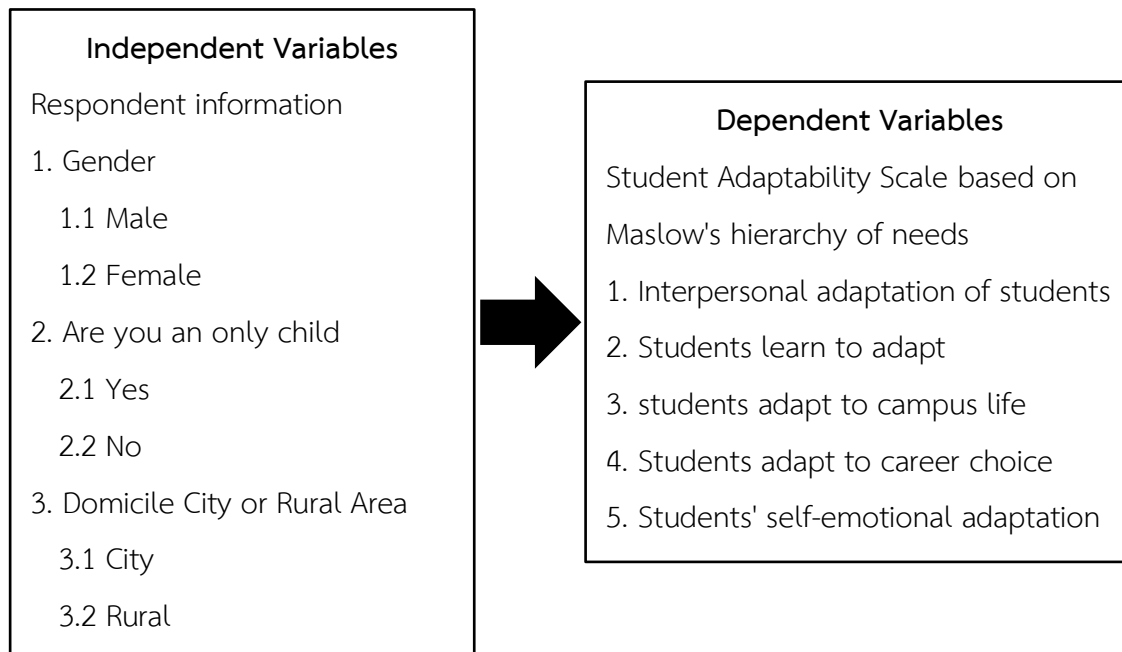 Independent Variables
Respondent information
1. Gender
1.1 Male
1.2 Female
2. Are you an only child
2.1 Yes
2.2 No
3. Domicile City or Rural Area
3.1 City
3.2 Rural
Dependent Variables
Student Adaptability Scale based on
Maslow's hierarchy of needs
1. Interpersonal adaptation of students
2. Students learn to adapt
3. students adapt to campus life
4. Students adapt to career choice
5. Students' self-emotional adaptation